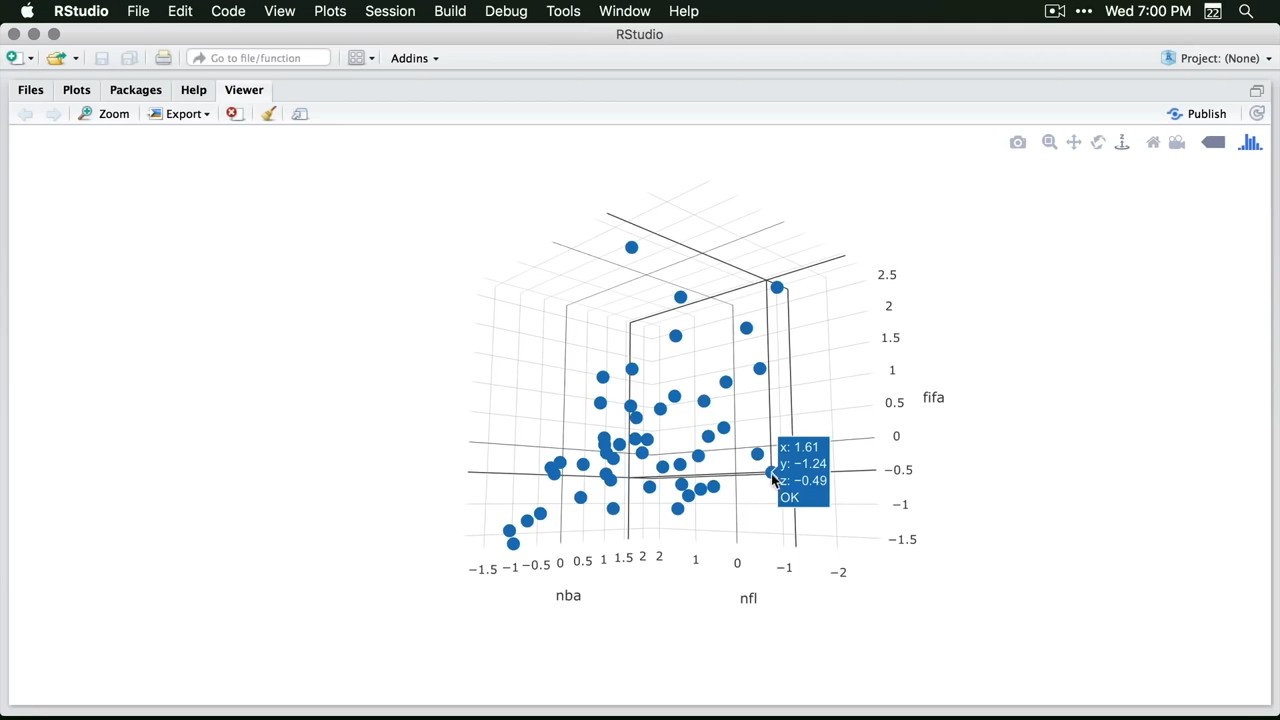 RStudio File Edit Code View Plots Session Build Debug Tools Window Help Wed 7:00 PM 22
RStudio
Go to file/function Addins Project: (None)
Files Plots Packages Help Viewer
Zoom Export Publish
z
2.5
2
1.5
1
0.5
0
−0.5
−1
−1.5
fifa
x: 1.61
y: −1.24
z: −0.49
OK
−1.5 −1 −0.5 0 0.5 1 1.5 2 2 1 0 −1 −2
nba nfl